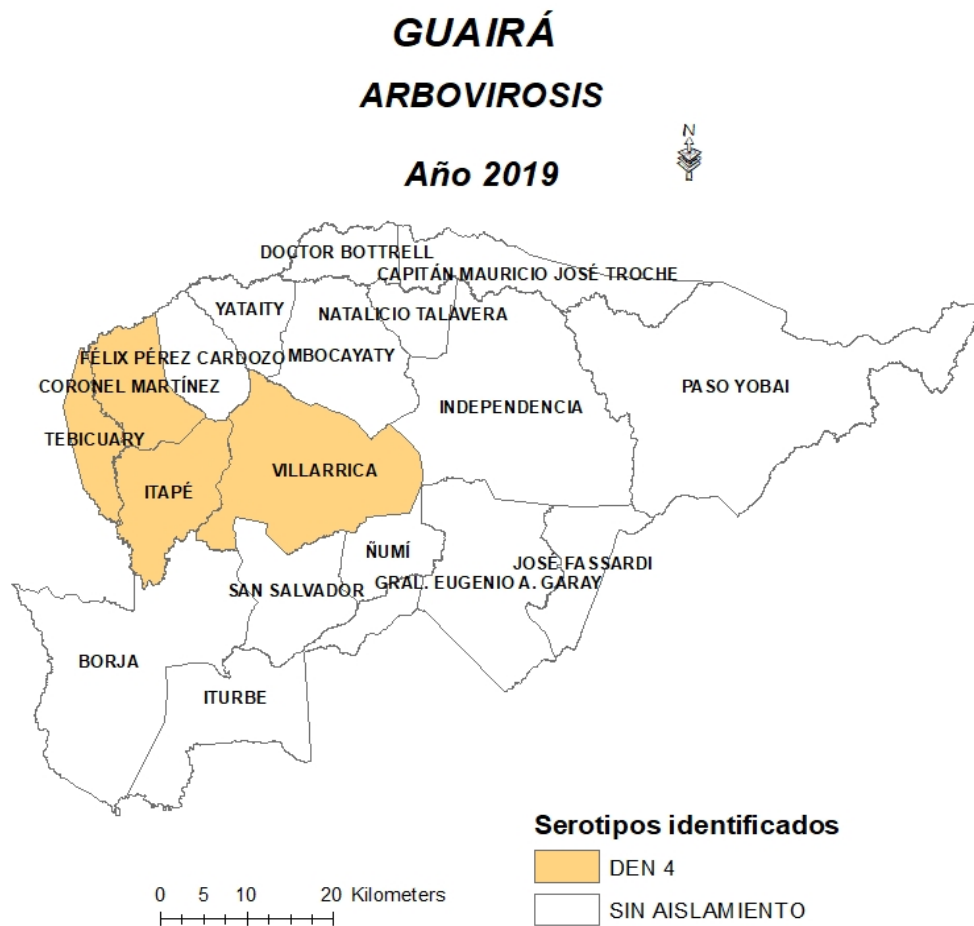 GUAIRÁ
ARBOVIROSIS
Año 2019
N
DOCTOR BOTTRELL
CAPITÁN MAURICIO JOSÉ TROCHE
YATAITY
NATALICIO TALAVERA
FÉLIX PÉREZ CARDOZO
MBOCAYATY
CORONEL MARTÍNEZ
PASO YOBAI
INDEPENDENCIA
TEBICUARY
VILLARRICA
ITAPÉ
ÑUMÍ
JOSÉ FASSARDI
GRAL. EUGENIO A. GARAY
SAN SALVADOR
BORJA
ITURBE
Serotipos identificados
DEN 4
SIN AISLAMIENTO
0 5 10 20 Kilometers